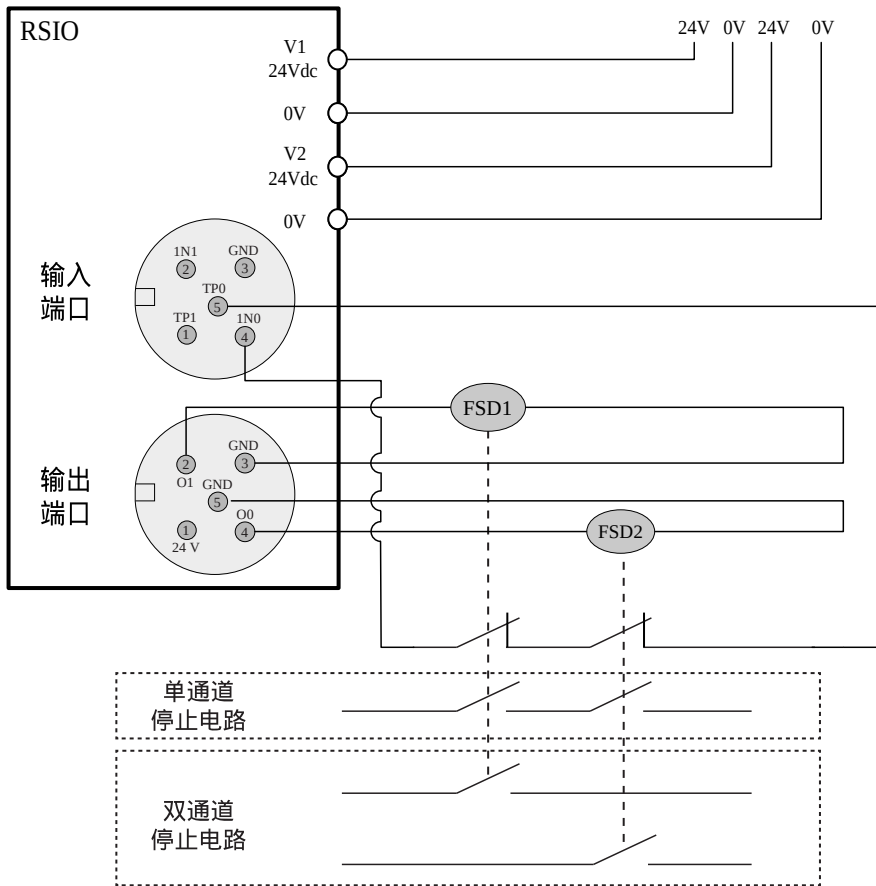 RSIO
24V 0V 24V 0V
V1
24Vdc
0V
V2
24Vdc
0V
输入
端口
1N1
2
GND
3
TP0
5
TP1
1
1N0
4
FSD1
输出
端口
2
O1
GND
3
GND
5
1
24 V
O0
4
FSD2
单通道
停止电路
双通道
停止电路